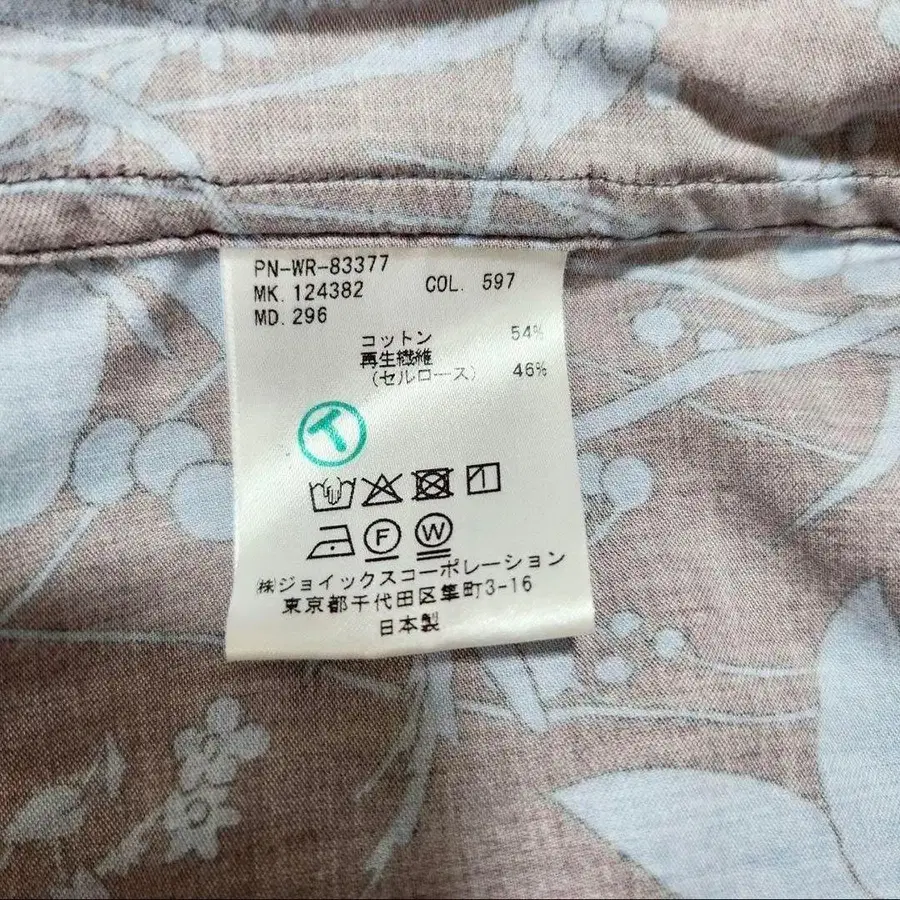 PN-WR-83377
MK. 124382 COL. 597
MD. 296
コットン 54%
再生繊維
(セルロース) 46%
F W
㈱ジョイックスコーポレーション
東京都千代田区隼町3-16
日本製